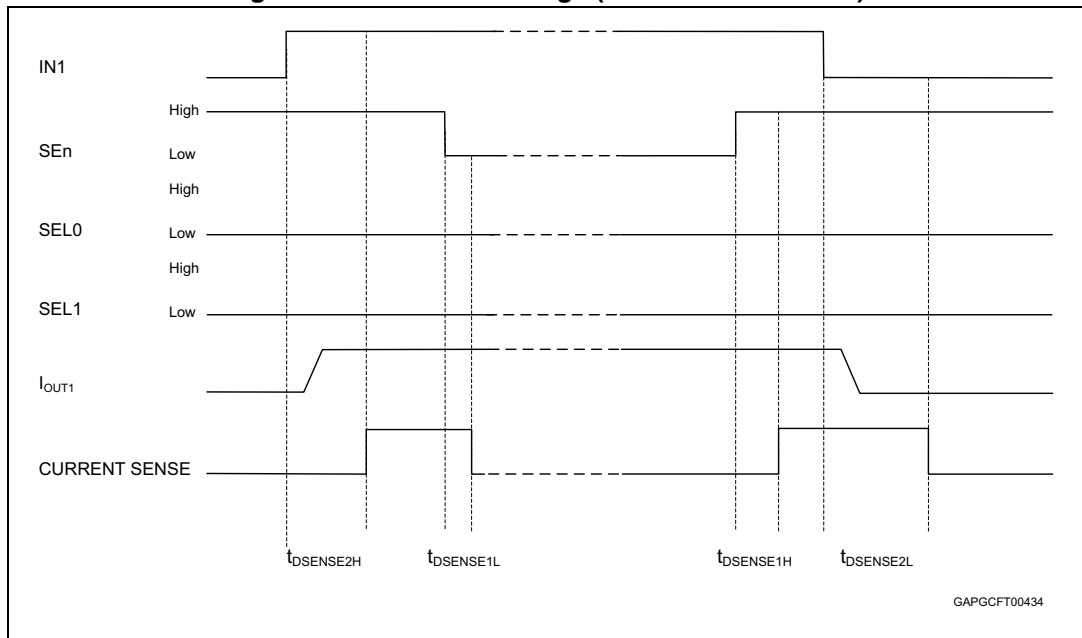 IN1
High
SEn
Low
High
SEL0
Low
High
SEL1
Low
IOUT1
CURRENT SENSE
tDSENSE2H tDSENSE1L tDSENSE1H tDSENSE2L
GAPGCFT00434